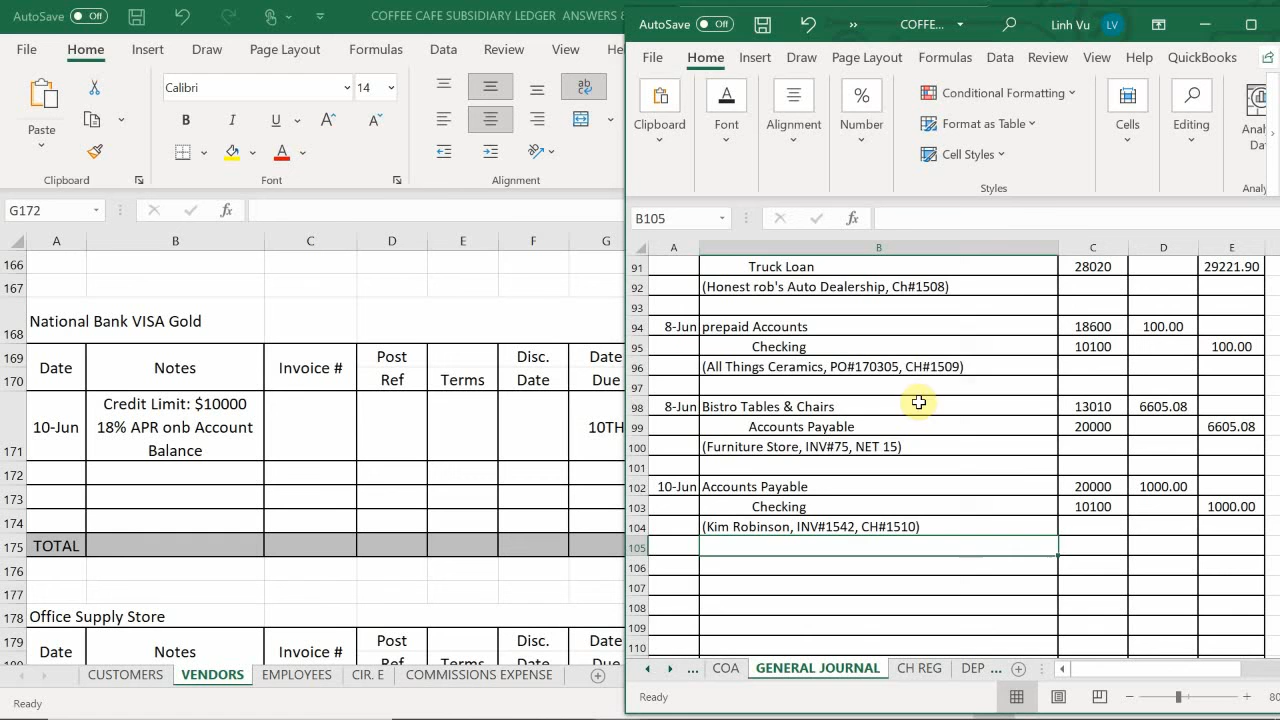 AutoSave Off COFFEE CAFE SUBSIDIARY LEDGER ANSWERS &
File Home Insert Draw Page Layout Formulas Data Review View He
Paste
Calibri 14
B I U A A
A
ab
Clipboard Font Alignment
G172 fx
A B C D E F G
166
167
168 National Bank VISA Gold
169 Date Notes Invoice # Post Disc. Date
170 Ref Terms Date Due
171 10-Jun Credit Limit: $10000
18% APR onb Account
Balance
10TH
172
173
174
175 TOTAL
176
177
178 Office Supply Store
179 Date Notes Invoice # Post Disc. Date
Ref Terms Date Due
CUSTOMERS VENDORS EMPLOYEES CIR. E COMMISSIONS EXPENSE
Ready
AutoSave Off COFFE... Linh Vu LV
File Home Insert Draw Page Layout Formulas Data Review View Help QuickBooks
Clipboard Font Alignment Number
A %
Conditional Formatting
Format as Table
Cell Styles
Styles
Cells Editing Anal
Da
Analy
B105 fx
A B C D E
91 Truck Loan 28020 29221.90
92 (Honest rob's Auto Dealership, Ch#1508)
93
94 8-Jun prepaid Accounts 18600 100.00
95 Checking 10100 100.00
96 (All Things Ceramics, PO#170305, CH#1509)
97
98 8-Jun Bistro Tables & Chairs 13010 6605.08
99 Accounts Payable 20000 6605.08
100 (Furniture Store, INV#75, NET 15)
101
102 10-Jun Accounts Payable 20000 1000.00
103 Checking 10100 1000.00
104 (Kim Robinson, INV#1542, CH#1510)
105
106
107
108
109
110
... COA GENERAL JOURNAL CH REG DEP ...
Ready 80